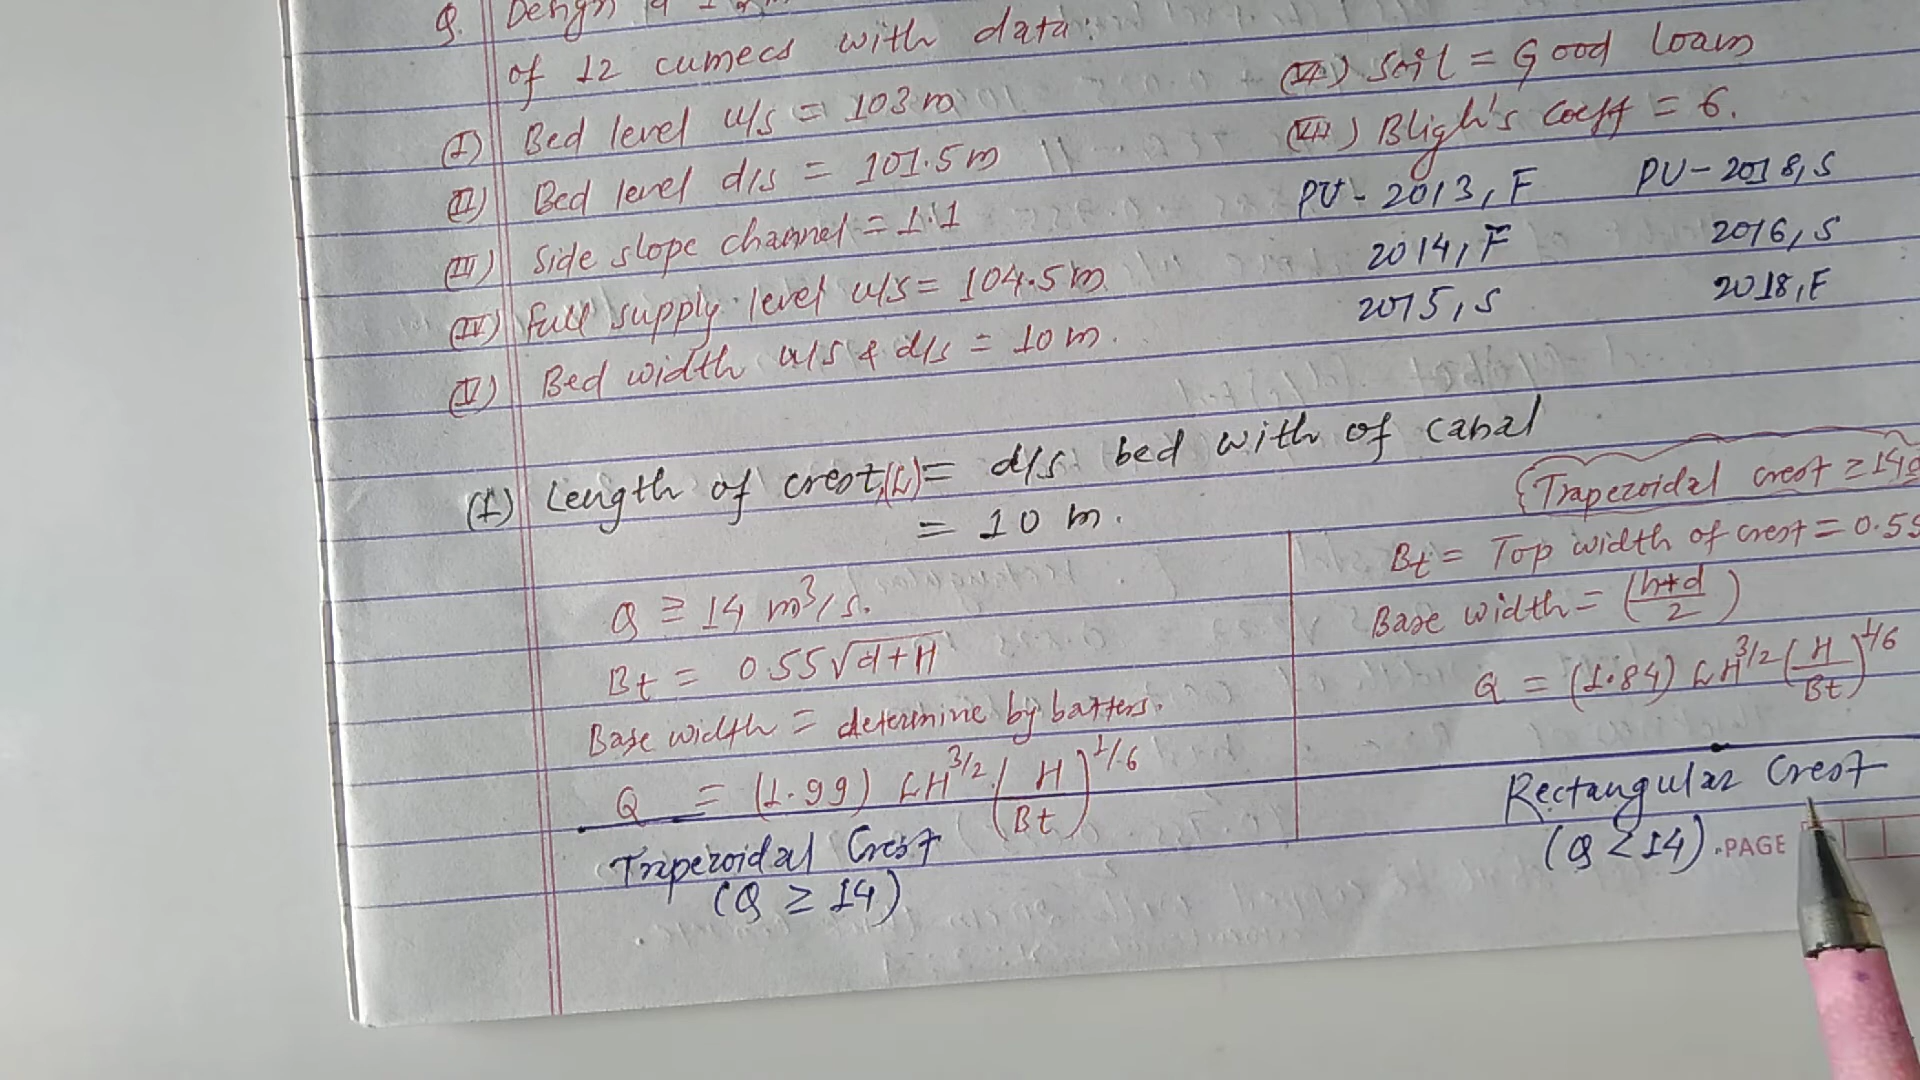 Q. Design a
of 12 cumecs with data:
(I) Bed level u/s = 103 m
(II) Bed level d/s = 101.5 m
(III) Side slope channel = 1:1
(IV) Full supply level u/s = 104.5 m
(V) Bed width u/s & d/s = 10 m.
(VI) Soil = Good loam
(VII) Bligh's Coeff = 6.
PU - 2013, F PU - 2018, S
2014, F 2016, S
2015, S 2018, F
(I) Length of crest, (L) = d/s bed with of canal
= 10 m.
Q ≥ 14 m³/s.
Bt = 0.55√d+H
Base width = determine by batters.
Q = (1.99) LH^3/2 (H/Bt)^1/6
Trapezoidal Crest
(Q ≥ 14)
Trapezoidal crest ≥ 14
Bt = Top width of crest = 0.55
Base width = (h+d/2)
Q = (1.84) LH^3/2 (H/Bt)^1/6
Rectangular Crest
(Q < 14)
PAGE